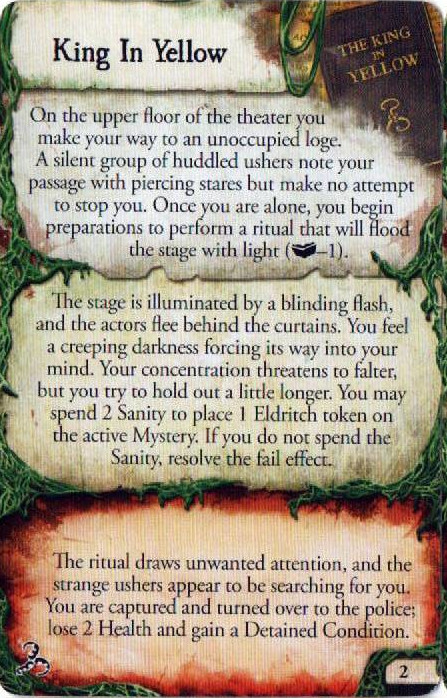 King In Yellow
THE KING
IN
YELLOW
On the upper floor of the theater you
make your way to an unoccupied loge.
A silent group of huddled ushers note your
passage with piercing stares but make no attempt
to stop you. Once you are alone, you begin
preparations to perform a ritual that will flood
the stage with light (–1).
The stage is illuminated by a blinding flash,
and the actors flee behind the curtains. You feel
a creeping darkness forcing its way into your
mind. Your concentration threatens to falter,
but you try to hold out a little longer. You may
spend 2 Sanity to place 1 Eldritch token on
the active Mystery. If you do not spend the
Sanity, resolve the fail effect.
The ritual draws unwanted attention, and the
strange ushers appear to be searching for you.
You are captured and turned over to the police;
lose 2 Health and gain a Detained Condition.
2